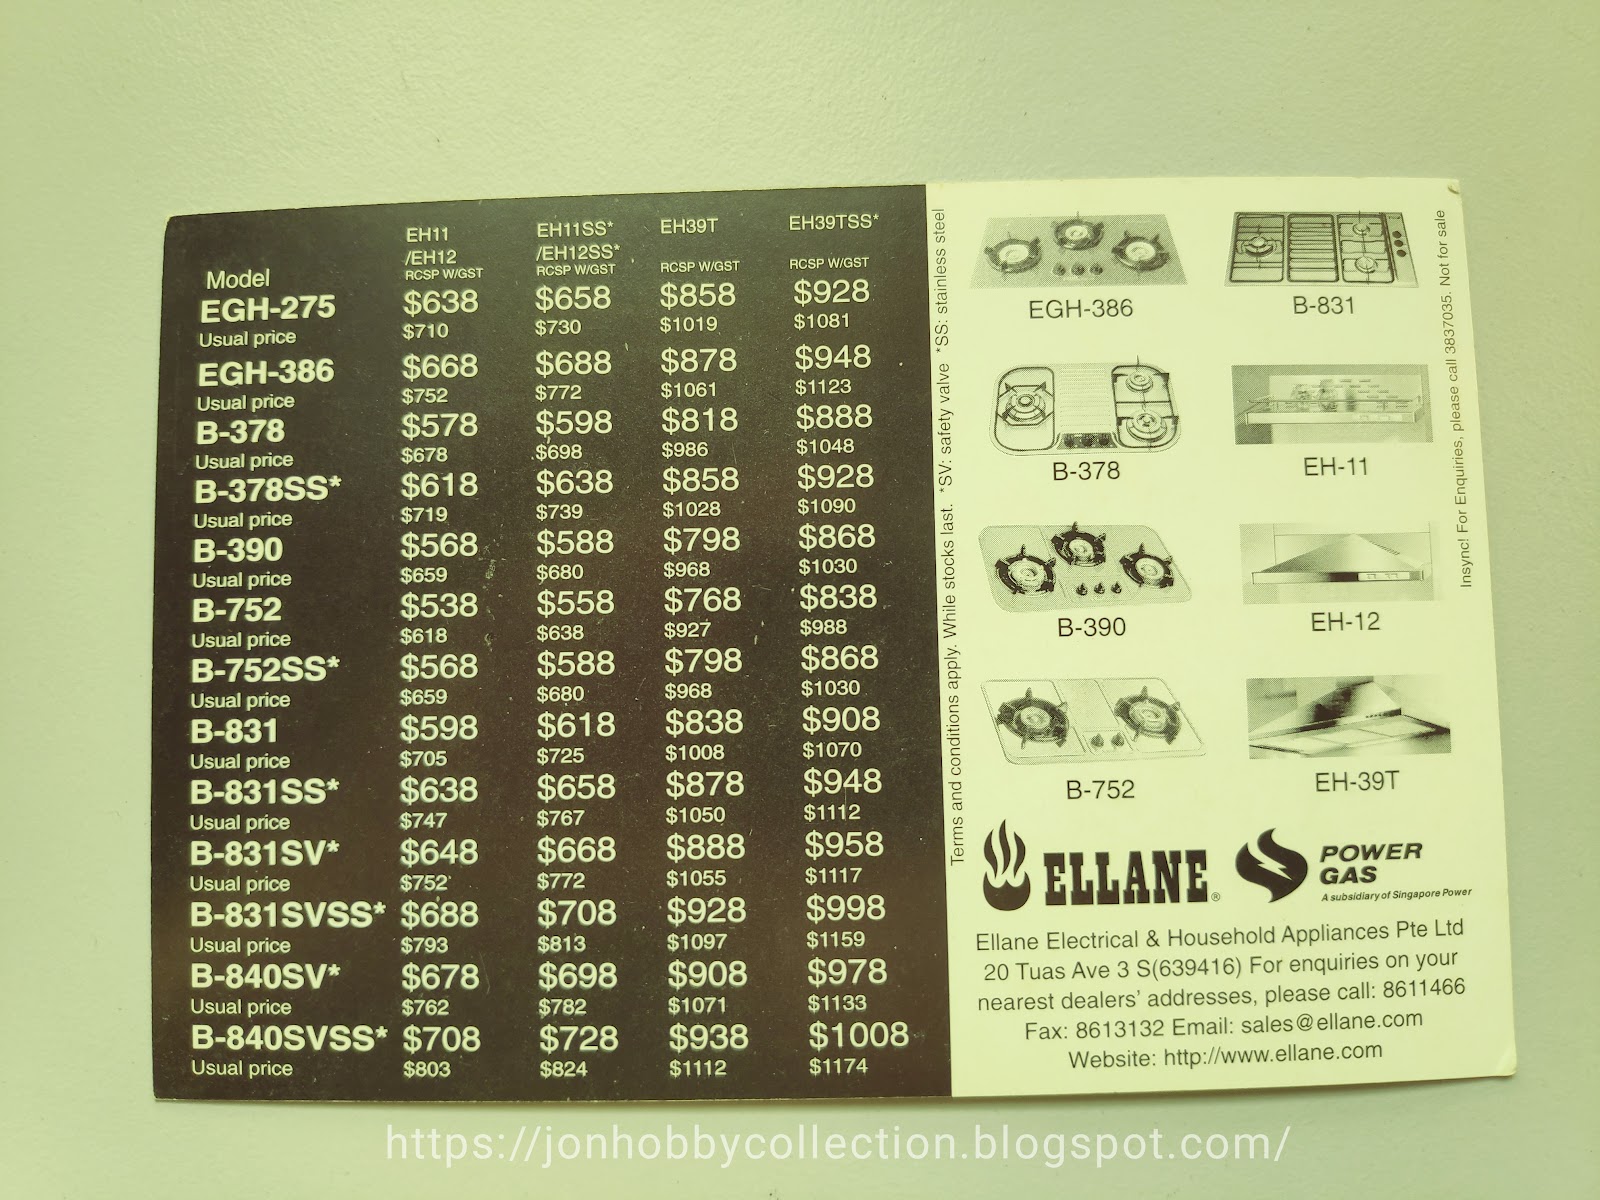 Model
EH11
/EH12
RCSP W/GST
EH11SS*
/EH12SS*
RCSP W/GST
EH39T
RCSP W/GST
EH39TSS*
RCSP W/GST
EGH-275 $638 $658 $858 $928
Usual price $710 $730 $1019 $1081
EGH-386 $668 $688 $878 $948
Usual price $752 $772 $1061 $1123
B-378 $578 $598 $818 $888
Usual price $678 $698 $986 $1048
B-378SS* $618 $638 $858 $928
Usual price $719 $739 $1028 $1090
B-390 $568 $588 $798 $868
Usual price $659 $680 $968 $1030
B-752 $538 $558 $768 $838
Usual price $618 $638 $927 $988
B-752SS* $568 $588 $798 $868
Usual price $659 $680 $968 $1030
B-831 $598 $618 $838 $908
Usual price $705 $725 $1008 $1070
B-831SS* $638 $658 $878 $948
Usual price $747 $767 $1050 $1112
B-831SV* $648 $668 $888 $958
Usual price $752 $772 $1055 $1117
B-831SVSS* $688 $708 $928 $998
Usual price $793 $813 $1097 $1159
B-840SV* $678 $698 $908 $978
Usual price $762 $782 $1071 $1133
B-840SVSS* $708 $728 $938 $1008
Usual price $803 $824 $1112 $1174
Terms and conditions apply. While stocks last. *SV: safety valve *SS: stainless steel
EGH-386
B-831
B-378
EH-11
B-390
EH-12
B-752
EH-39T
Insync! For Enquiries, please call 3837035. Not for sale
ELLANE®
POWER
GAS
A subsidiary of Singapore Power
Ellane Electrical & Household Appliances Pte Ltd
20 Tuas Ave 3 S(639416) For enquiries on your
nearest dealers' addresses, please call: 8611466
Fax: 8613132 Email: sales@ellane.com
Website: http://www.ellane.com
https://jonhobbycollection.blogspot.com/